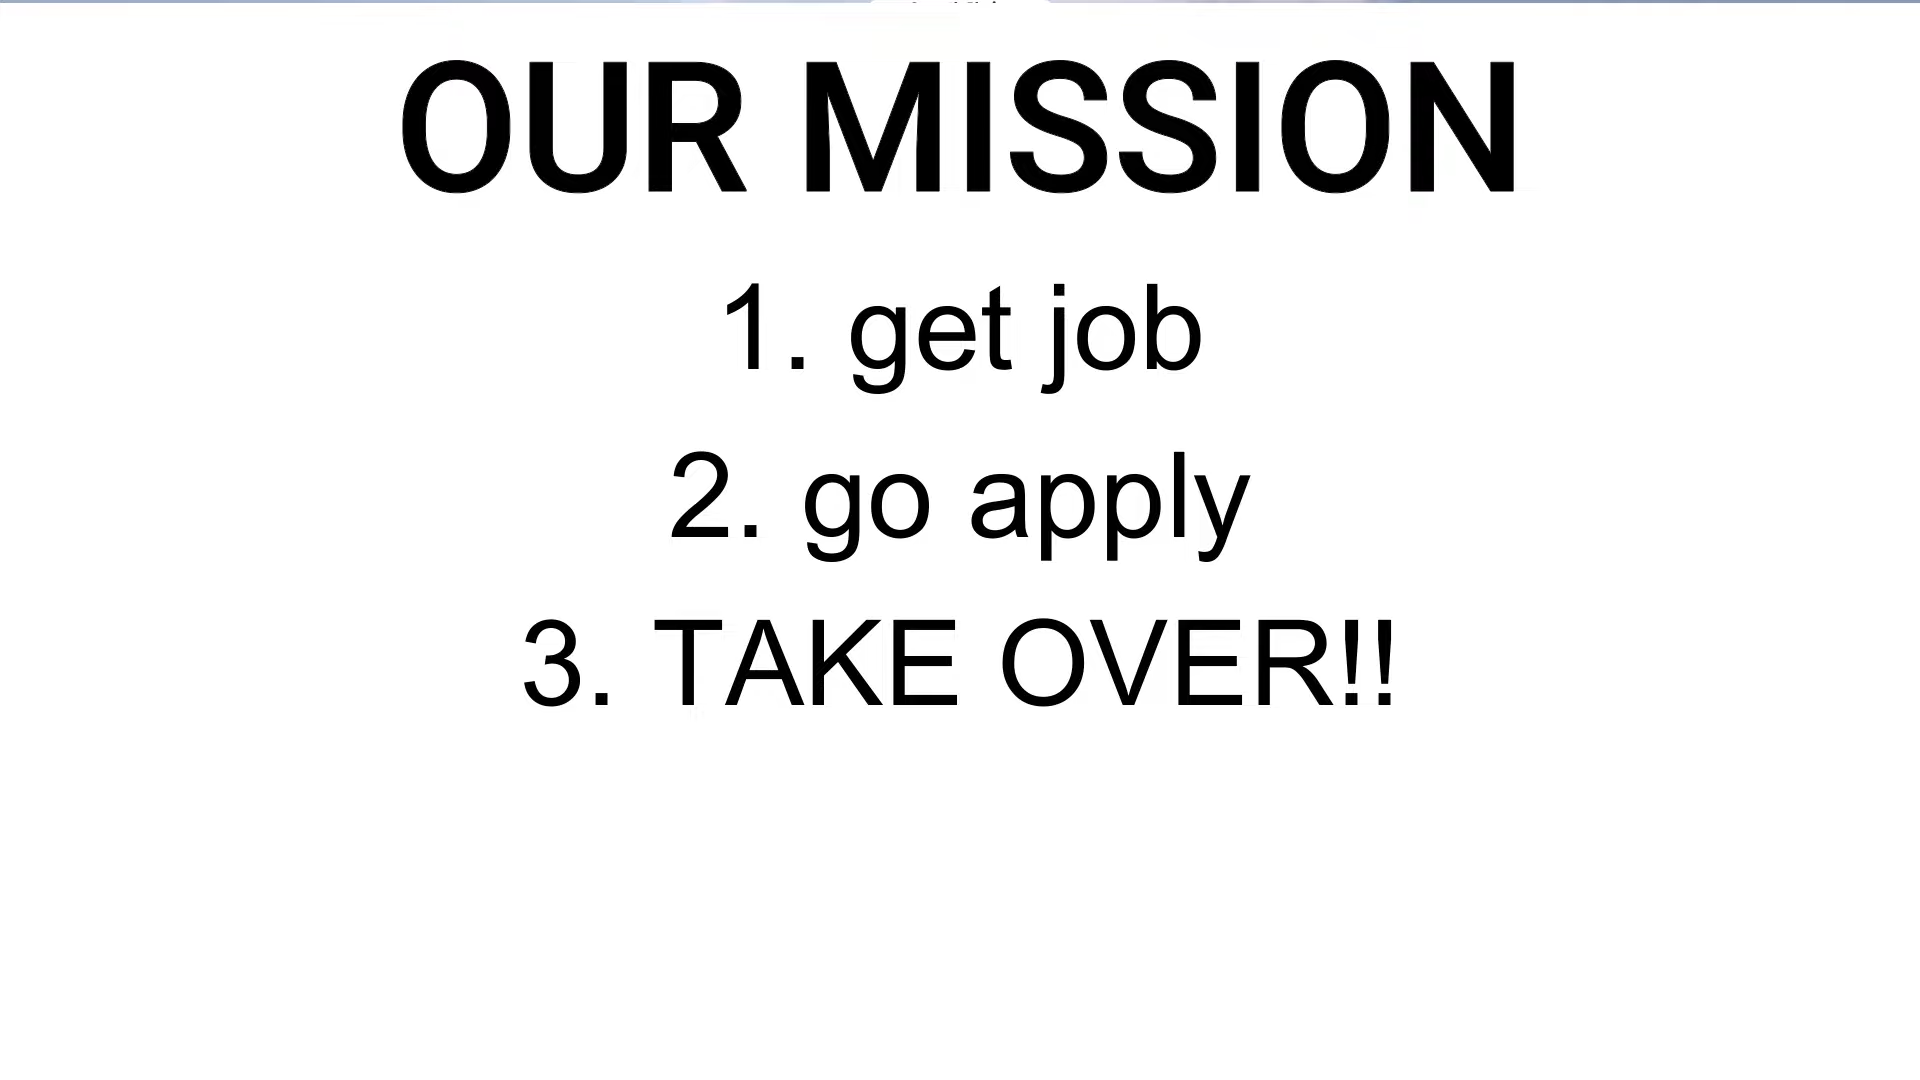 OUR MISSION
1. get job
2. go apply
3. TAKE OVER!!